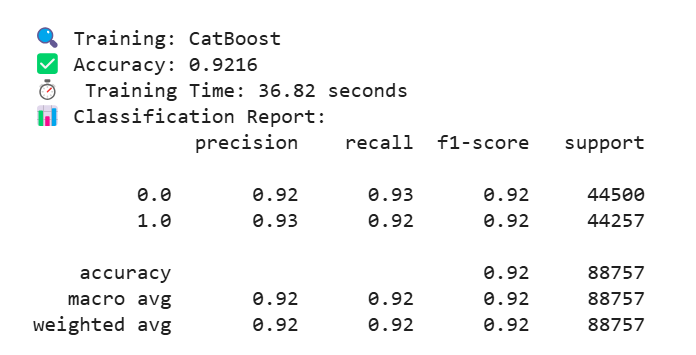 🔍 Training: CatBoost
✅ Accuracy: 0.9216
⏱ Training Time: 36.82 seconds
📊 Classification Report:
precision recall f1-score support
0.0 0.92 0.93 0.92 44500
1.0 0.93 0.92 0.92 44257
accuracy 0.92 88757
macro avg 0.92 0.92 0.92 88757
weighted avg 0.92 0.92 0.92 88757